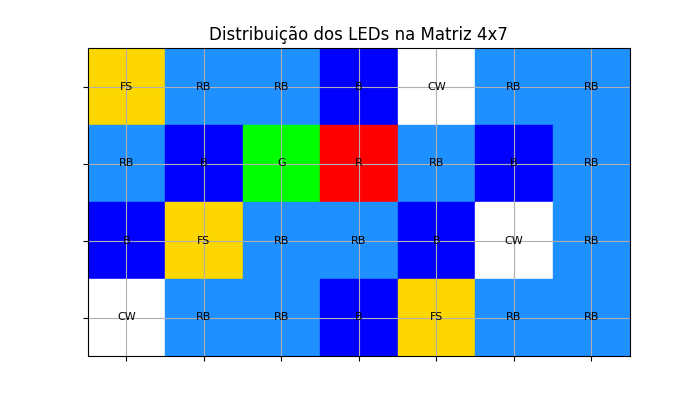 Distribuição dos LEDs na Matriz 4x7
FS RB RB B CW RB RB
RB B G R RB B RB
B FS RB RB B CW RB
CW RB RB B FS RB RB